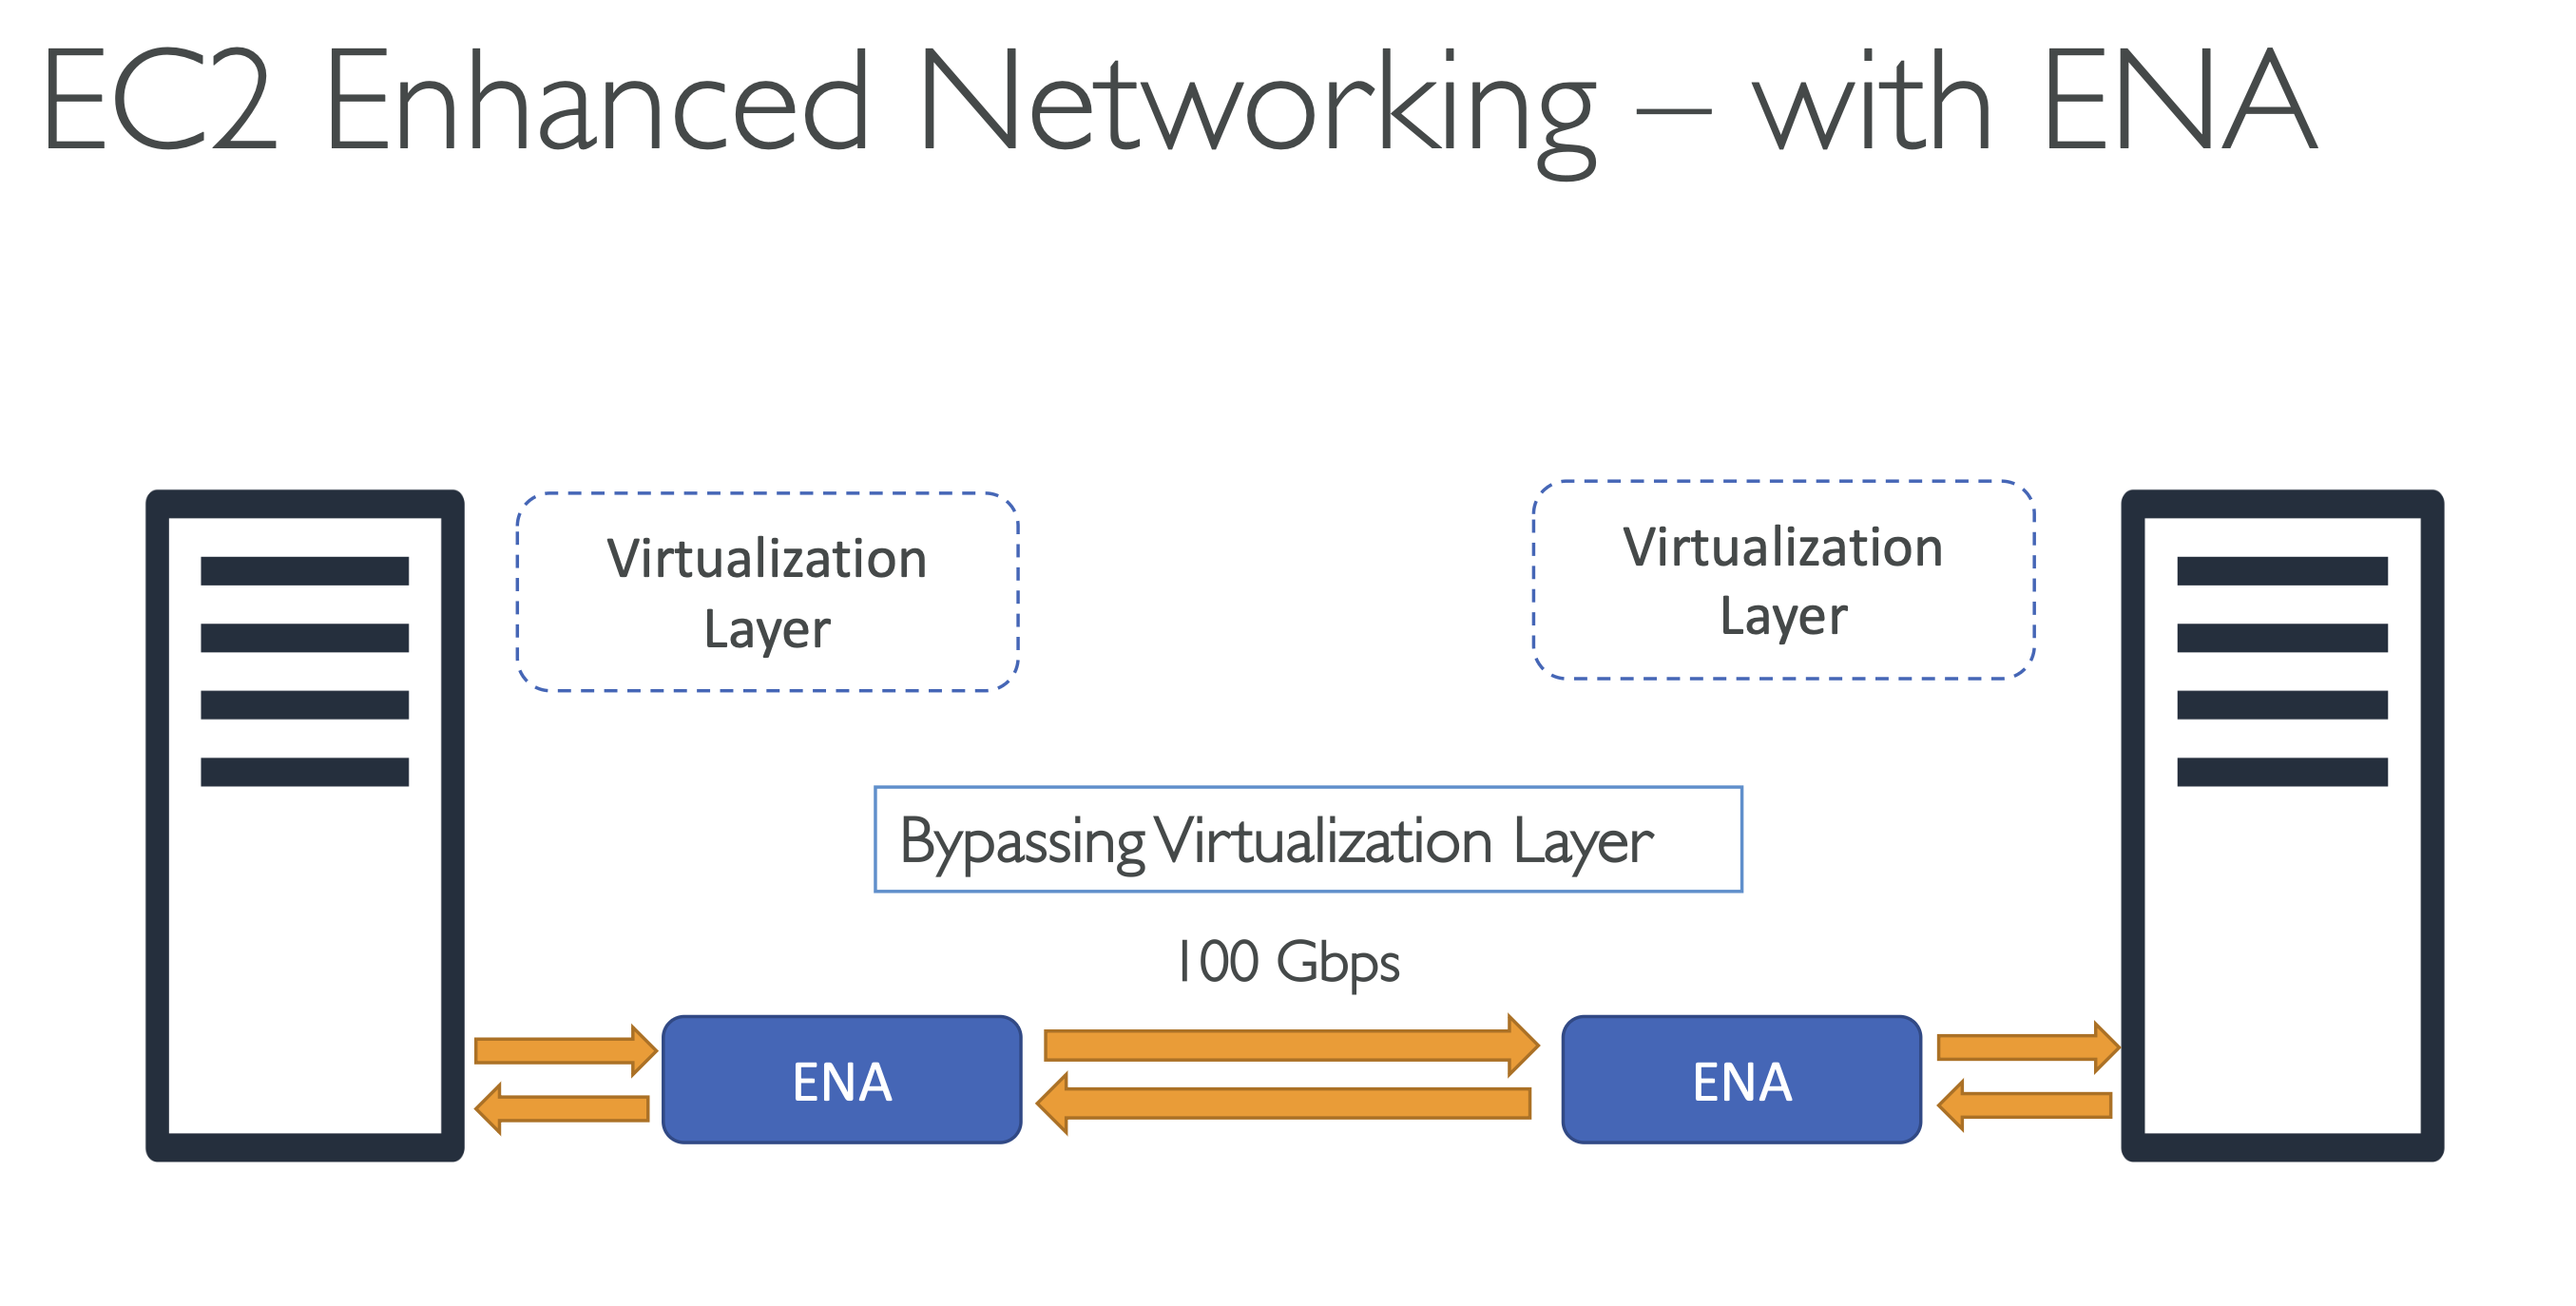 EC2 Enhanced Networking – with ENA
Virtualization
Layer
Virtualization
Layer
Bypassing Virtualization Layer
100 Gbps
ENA
ENA